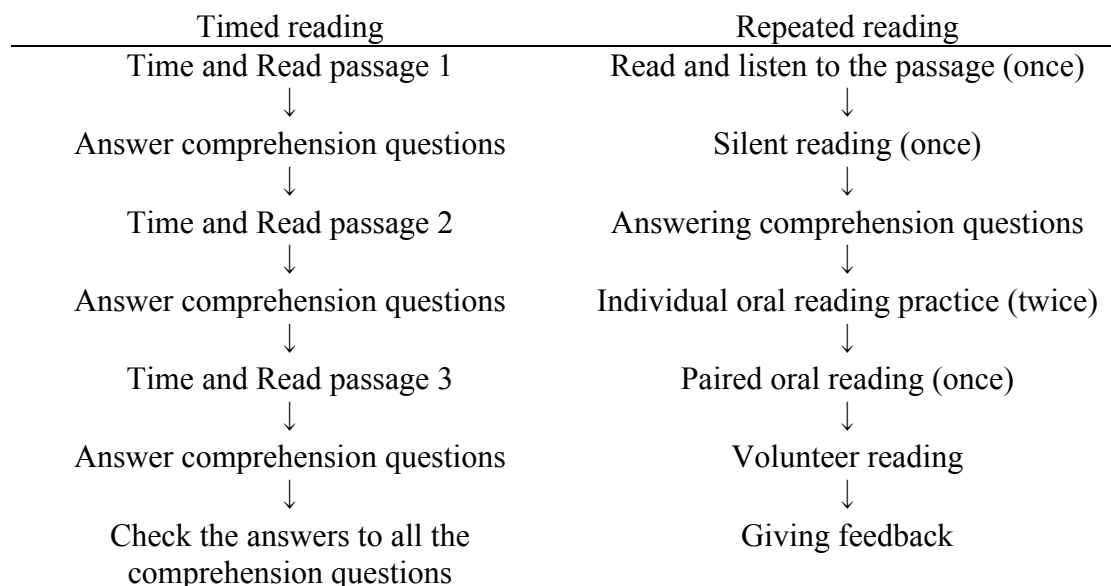 Timed reading
Repeated reading
Time and Read passage 1
Read and listen to the passage (once)
↓
↓
Answer comprehension questions
Silent reading (once)
↓
↓
Time and Read passage 2
Answering comprehension questions
↓
↓
Answer comprehension questions
Individual oral reading practice (twice)
↓
↓
Time and Read passage 3
Paired oral reading (once)
↓
↓
Answer comprehension questions
Volunteer reading
↓
↓
Check the answers to all the
comprehension questions
Giving feedback